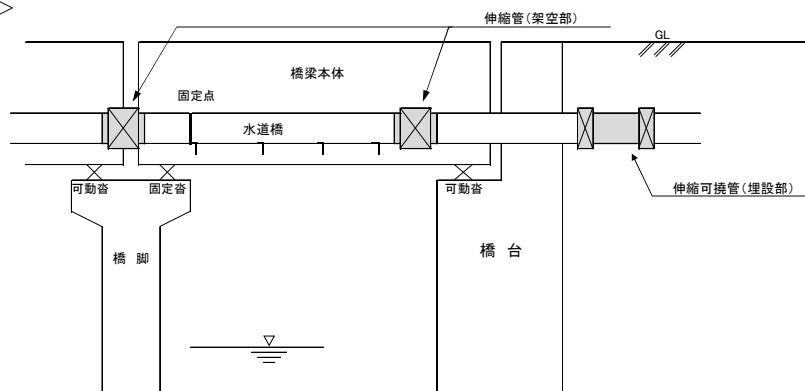 伸縮管(架空部)
GL
橋梁本体
固定点
水道橋
可動沓
固定沓
可動沓
伸縮可撓管(埋設部)
橋 脚
橋 台